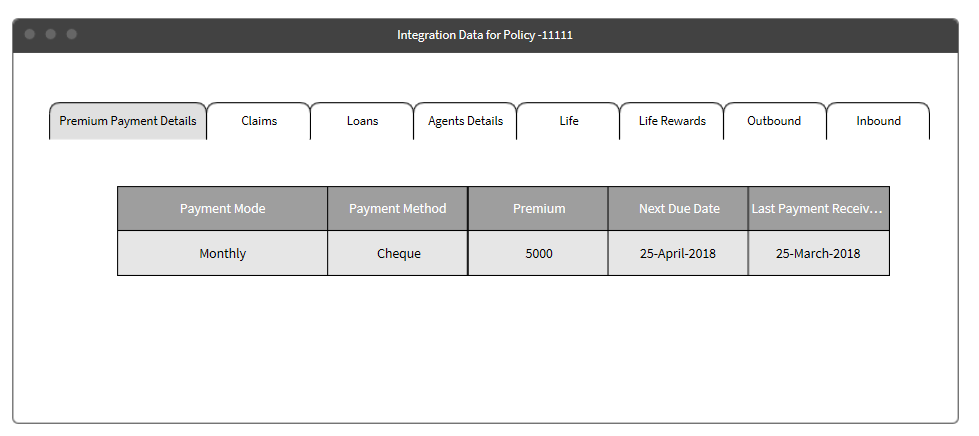 Integration Data for Policy -11111
Premium Payment Details Claims Loans Agents Details Life Life Rewards Outbound Inbound
Payment Mode Payment Method Premium Next Due Date Last Payment Receiv...
Monthly Cheque 5000 25-April-2018 25-March-2018